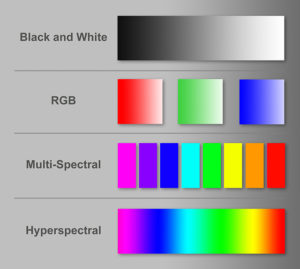 Black and White
RGB
Multi-Spectral
Hyperspectral